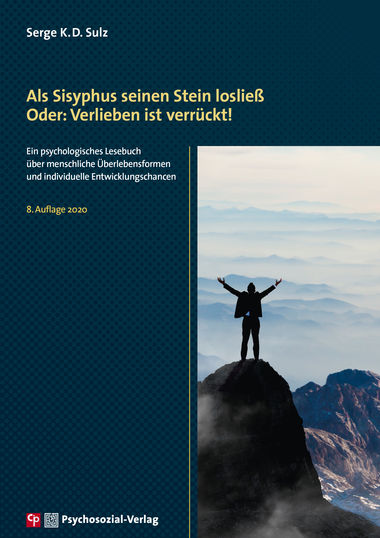 Serge K. D. Sulz
Als Sisyphus seinen Stein losließ
Oder: Verlieben ist verrückt!
Ein psychologisches Lesebuch
über menschliche Überlebensformen
und individuelle Entwicklungschancen
8. Auflage 2020
cp
Psychosozial-Verlag